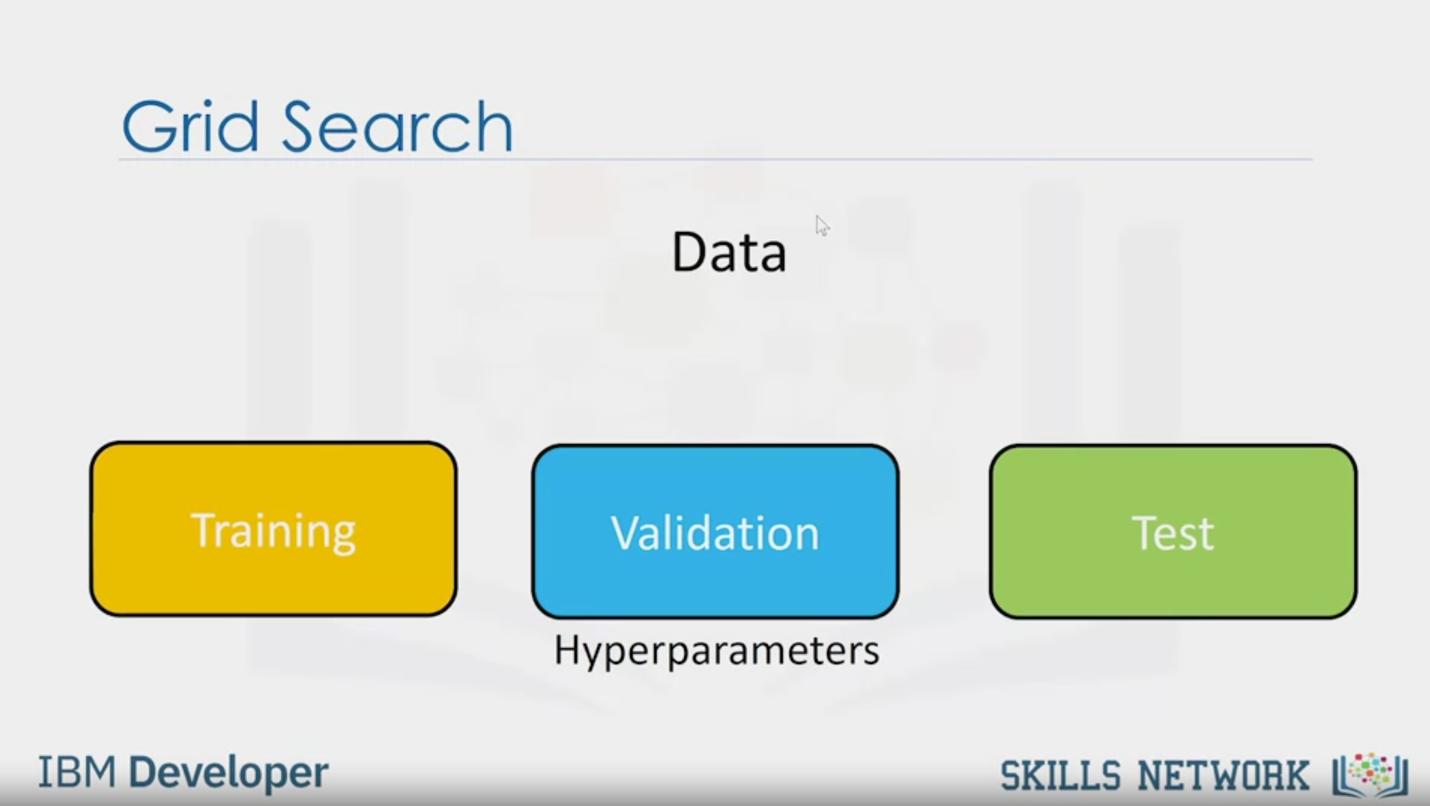 Grid Search
Data
Training
Validation
Test
Hyperparameters
IBM Developer
SKILLS NETWORK